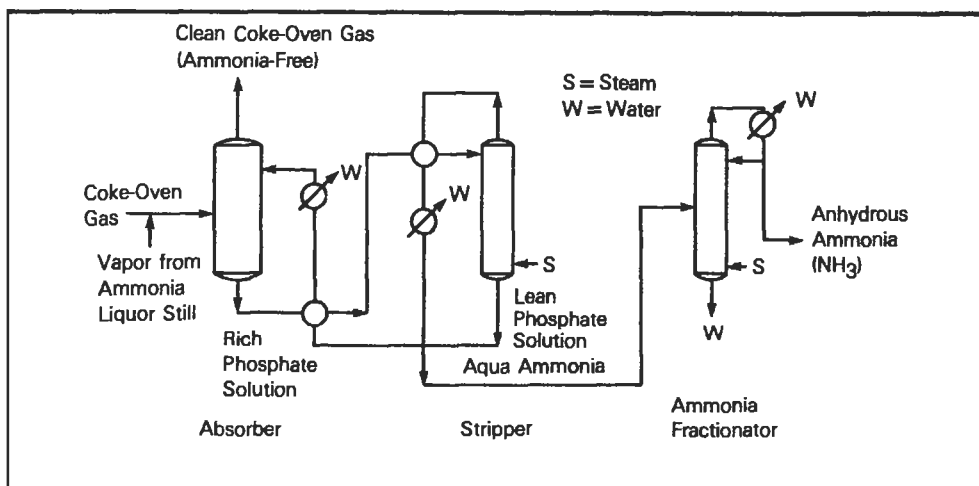 Clean Coke-Oven Gas
(Ammonia-Free)
S = Steam
W = Water
W
W
Coke-Oven
Gas
W
Anhydrous
Ammonia
(NH3)
S
S
Vapor from
Ammonia
Liquor Still
Lean
Phosphate
Solution
W
Rich
Phosphate
Solution
Aqua Ammonia
Absorber
Stripper
Ammonia
Fractionator